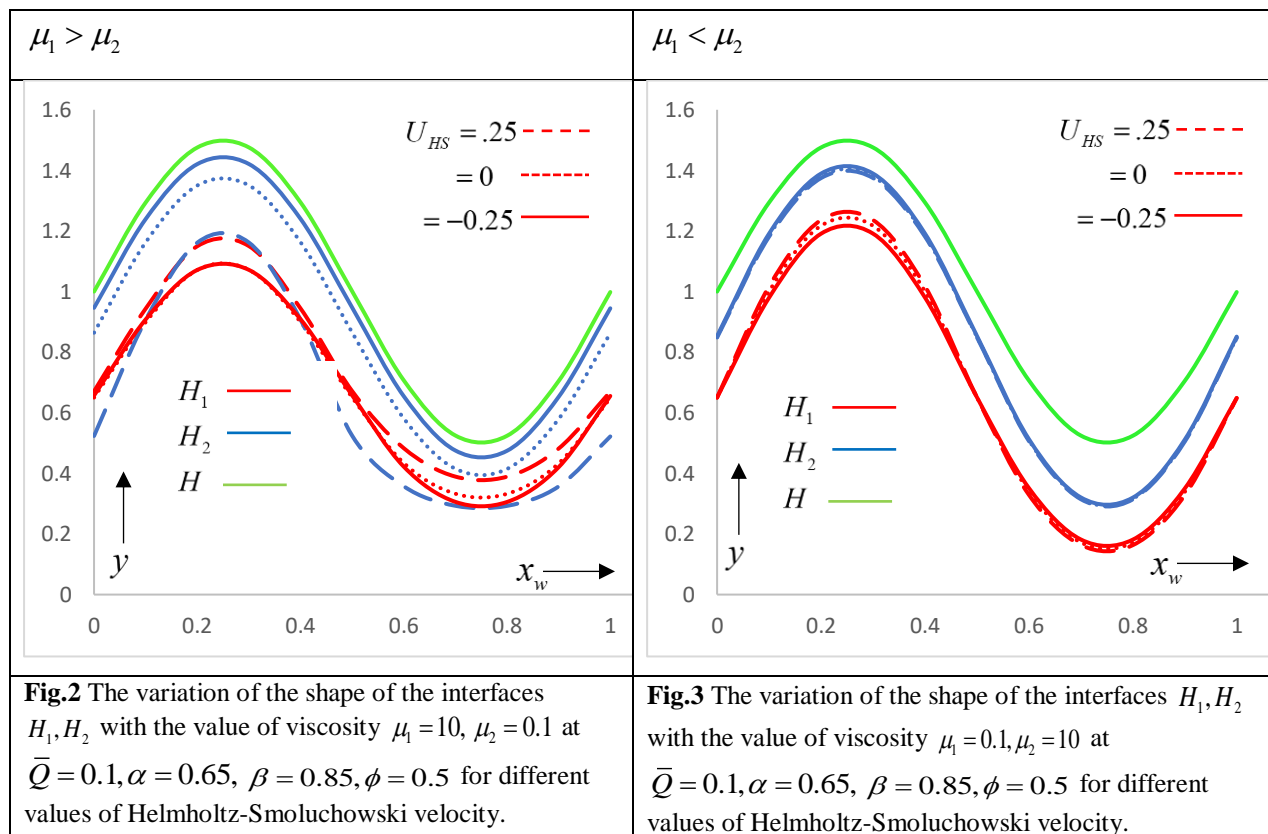 μ₁ > μ₂
1.6
1.4
1.2
1
0.8
0.6
0.4
0.2
0
0 0.2 0.4 0.6 0.8 1
U_HS = .25
= 0
= −0.25
H₁
H₂
H
y
x_w
Fig.2 The variation of the shape of the interfaces
H₁, H₂ with the value of viscosity μ₁ = 10, μ₂ = 0.1 at
Q̄ = 0.1, α = 0.65, β = 0.85, ϕ = 0.5 for different
values of Helmholtz-Smoluchowski velocity.
μ₁ < μ₂
1.6
1.4
1.2
1
0.8
0.6
0.4
0.2
0
0 0.2 0.4 0.6 0.8 1
U_HS = .25
= 0
= −0.25
H₁
H₂
H
y
x_w
Fig.3 The variation of the shape of the interfaces H₁, H₂
with the value of viscosity μ₁ = 0.1, μ₂ = 10 at
Q̄ = 0.1, α = 0.65, β = 0.85, ϕ = 0.5 for different
values of Helmholtz-Smoluchowski velocity.